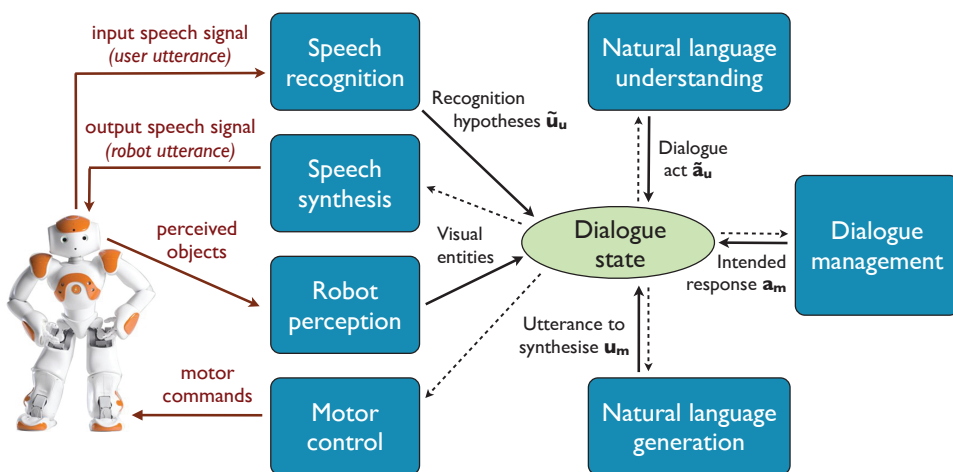 input speech signal
(user utterance)
Speech
recognition
Natural language
understanding
Recognition
hypotheses ũᵤ
output speech signal
(robot utterance)
Speech
synthesis
Dialogue
act ãᵤ
perceived
objects
Visual
entities
Dialogue
state
Dialogue
management
Intended
response aₘ
Robot
perception
Utterance to
synthesise uₘ
motor
commands
Motor
control
Natural language
generation